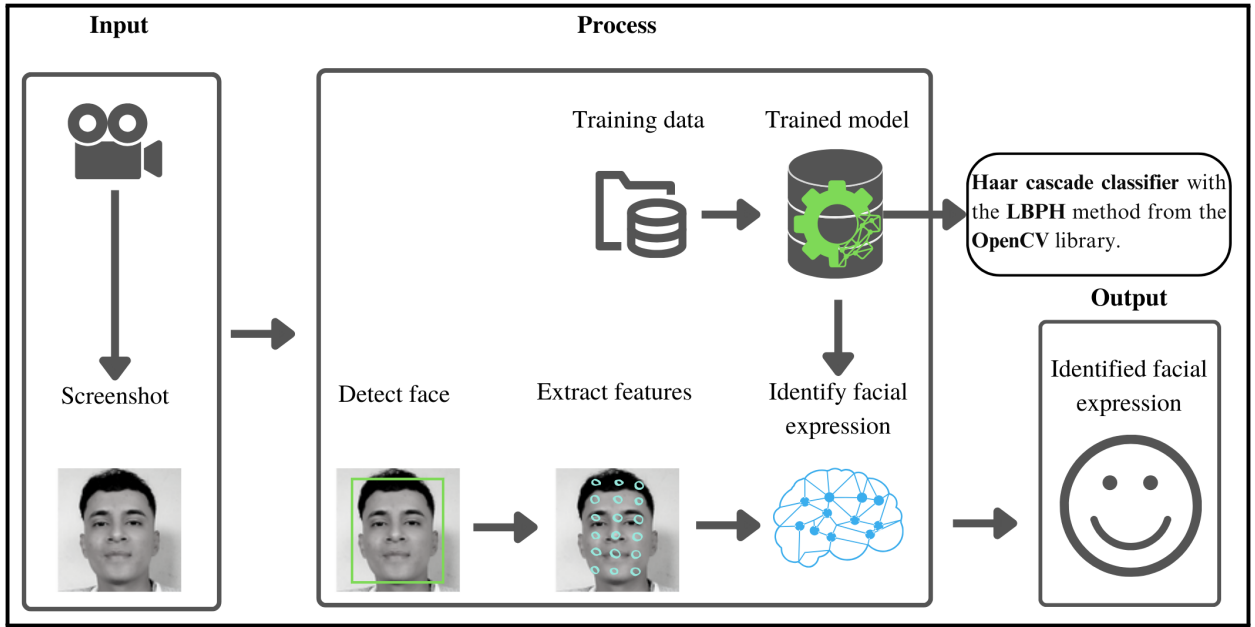 Input
Process
Training data
Trained model
Haar cascade classifier with
the LBPH method from the
OpenCV library.
Output
Screenshot
Detect face
Extract features
Identify facial
expression
Identified facial
expression